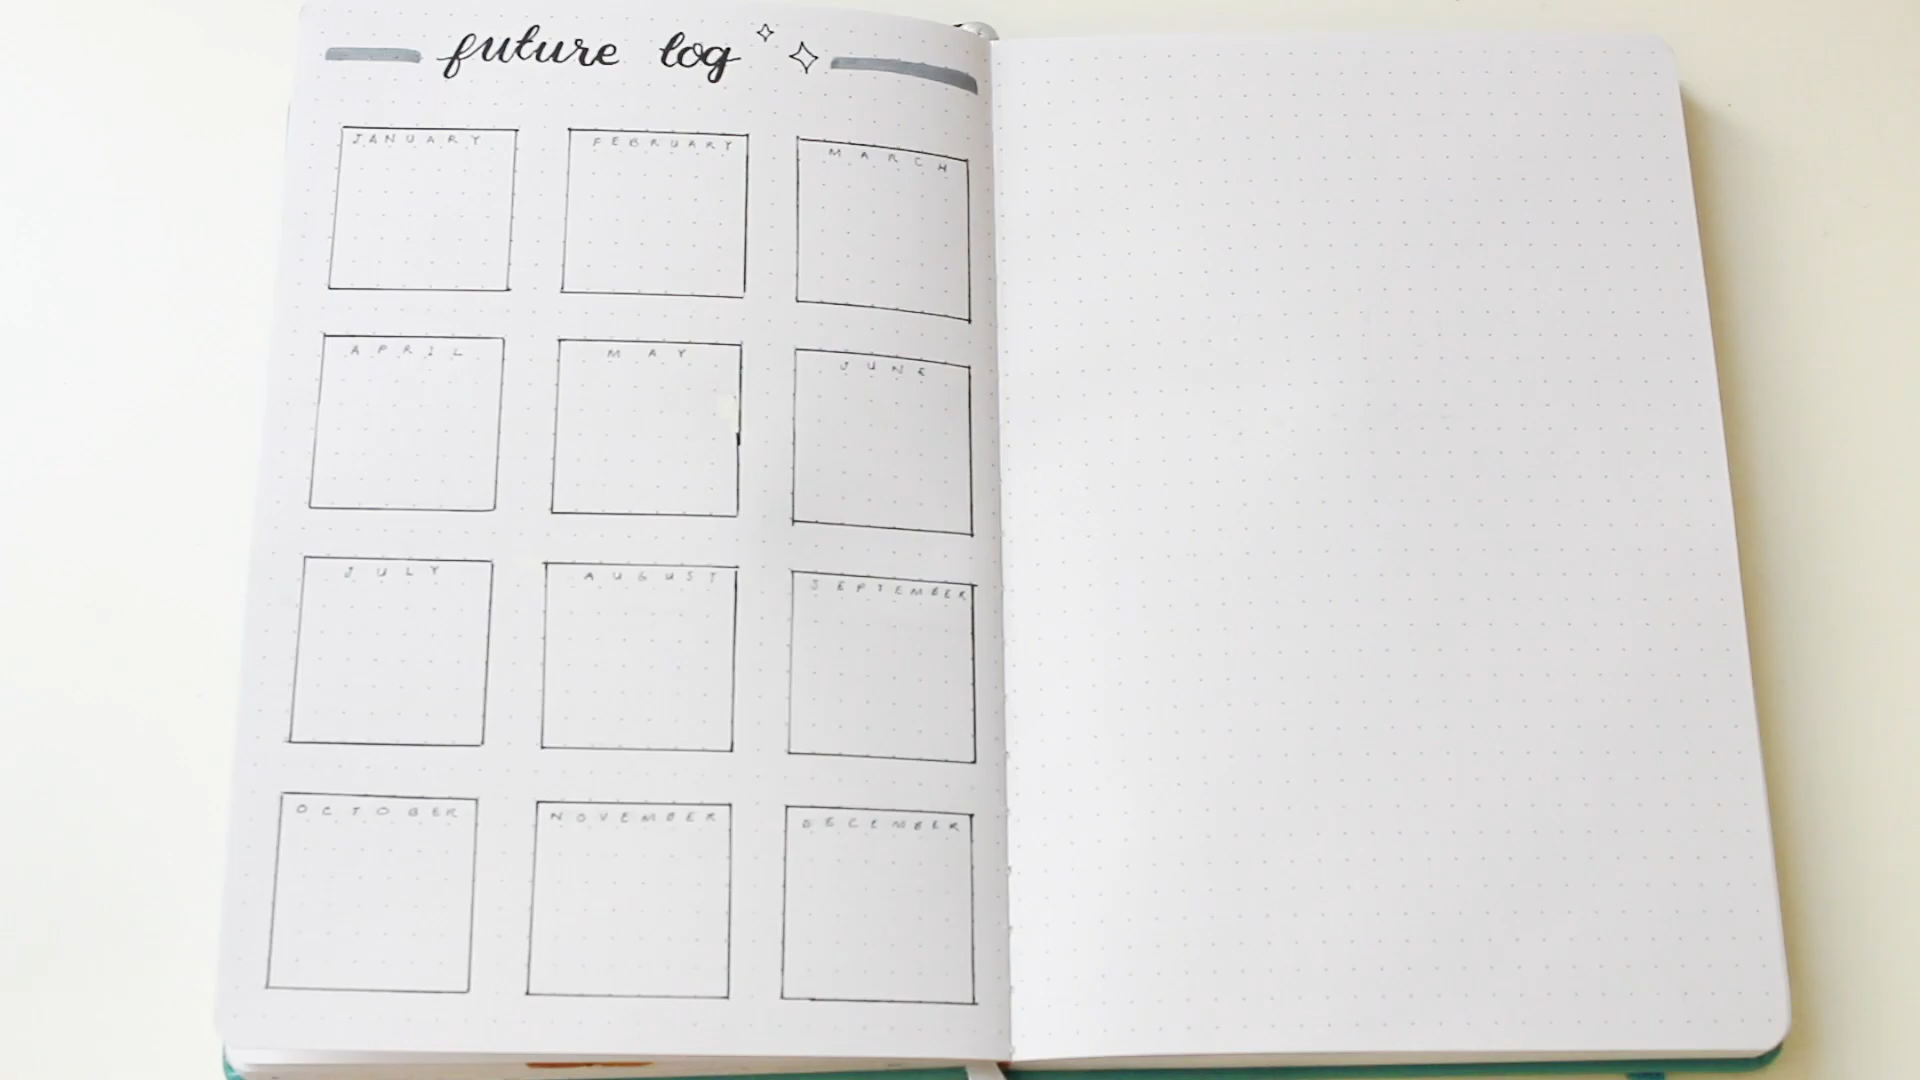 future log
JANUARY
FEBRUARY
MARCH
APRIL
MAY
JUNE
JULY
AUGUST
SEPTEMBER
OCTOBER
NOVEMBER
DECEMBER